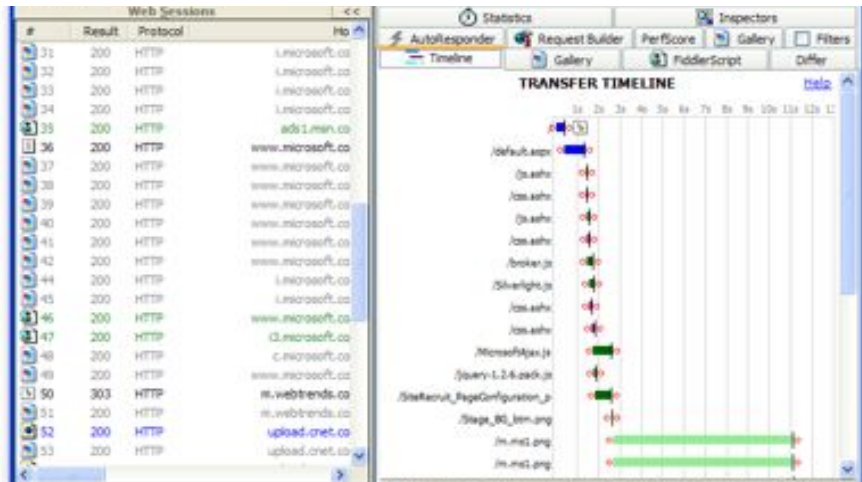 Web Sessions <<
# Result Protocol Ho
31 200 HTTP i.microsoft.co
32 200 HTTP i.microsoft.co
33 200 HTTP i.microsoft.co
34 200 HTTP i.microsoft.co
35 200 HTTP ads1.msn.co
36 200 HTTP www.microsoft.co
37 200 HTTP www.microsoft.co
38 200 HTTP www.microsoft.co
39 200 HTTP www.microsoft.co
40 200 HTTP www.microsoft.co
41 200 HTTP www.microsoft.co
42 200 HTTP www.microsoft.co
44 200 HTTP i.microsoft.co
45 200 HTTP i.microsoft.co
46 200 HTTP www.microsoft.co
47 200 HTTP i3.microsoft.co
48 200 HTTP c.microsoft.co
49 200 HTTP www.microsoft.co
50 303 HTTP m.webtrends.co
51 200 HTTP m.webtrends.co
52 200 HTTP upload.cnet.co
53 200 HTTP upload.cnet.co
Statistics Inspectors
AutoResponder Request Builder PerfScore Gallery Filters
Timeline Gallery FiddlerScript Differ
TRANSFER TIMELINE Help
1s 2s 3s 4s 5s 6s 7s 8s 9s 10s 11s 12s
/default.aspx
/js.ashx
/css.ashx
/js.ashx
/css.ashx
/broker.js
/Silverlight.js
/css.ashx
/css.ashx
/MicrosoftAjax.js
/jquery-1.2.6.pack.js
/SiteRecruit_PageConfiguration_p
/Stage_BG_btm.png
/m.ms1.png
/m.ms1.png